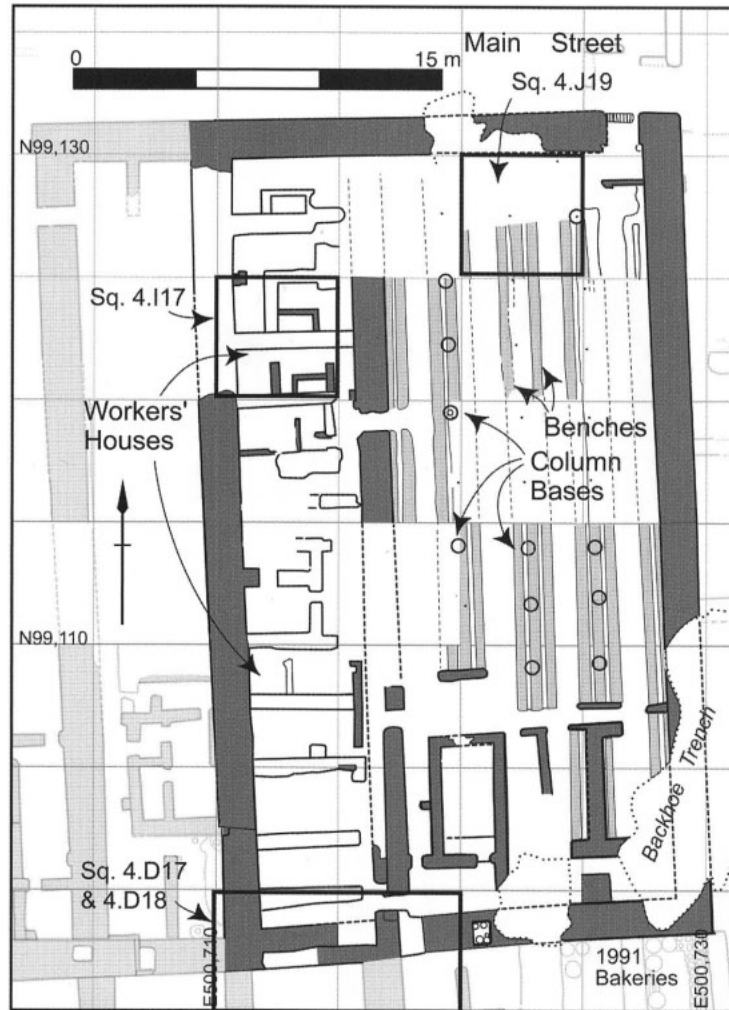 Main Street
0 15 m
Sq. 4.J19
N99,130
Sq. 4.I17
Workers'
Houses
Benches
Column
Bases
N99,110
Backhoe Trench
Sq. 4.D17
& 4.D18
E500,710
1991
Bakeries
E500,730